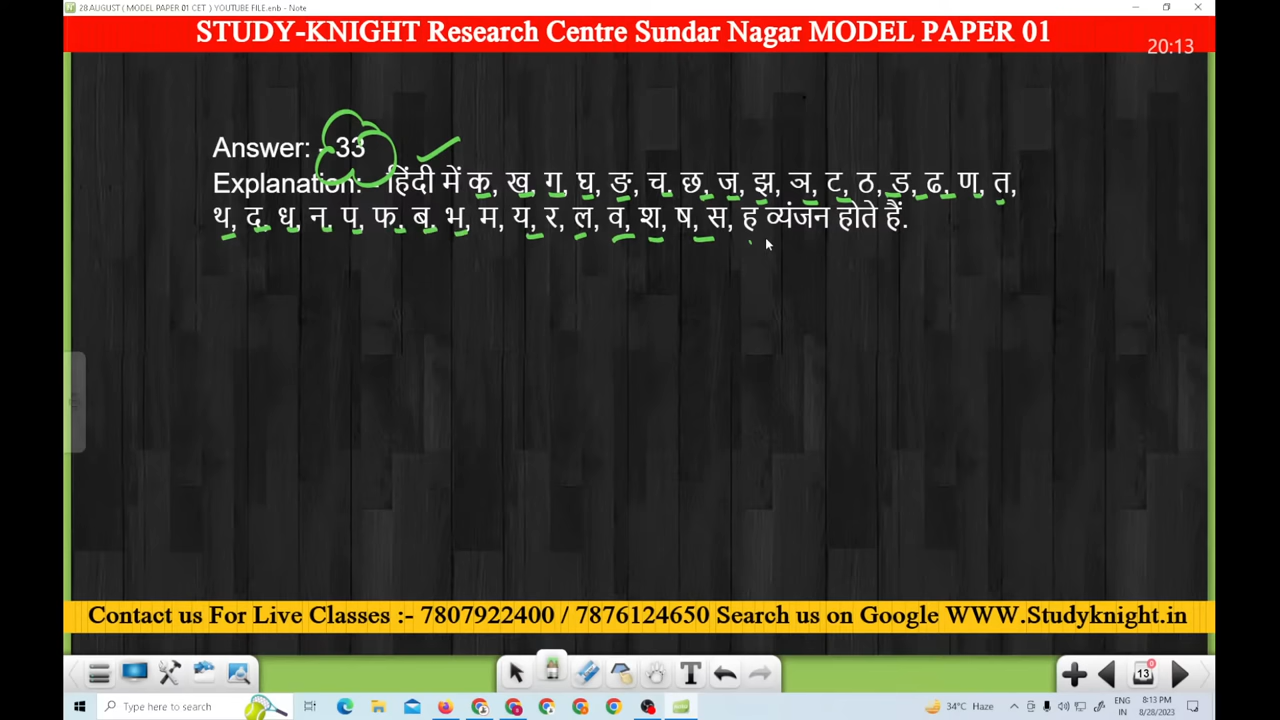 28 AUGUST ( MODEL PAPER 01 CET ) YOUTUBE FILE.enb - Note
STUDY-KNIGHT Research Centre Sundar Nagar MODEL PAPER 01
20:13
Answer: - 33
Explanation: - हिंदी में क, ख, ग, घ, ङ, च, छ, ज, झ, ञ, ट, ठ, ड, ढ, ण, त,
थ, द, ध, न, प, फ, ब, भ, म, य, र, ल, व, श, ष, स, ह व्यंजन होते हैं.
Contact us For Live Classes :- 7807922400 / 7876124650 Search us on Google WWW.Studyknight.in
13
Type here to search
34°C Haze
ENG
IN
8:13 PM
8/28/2023